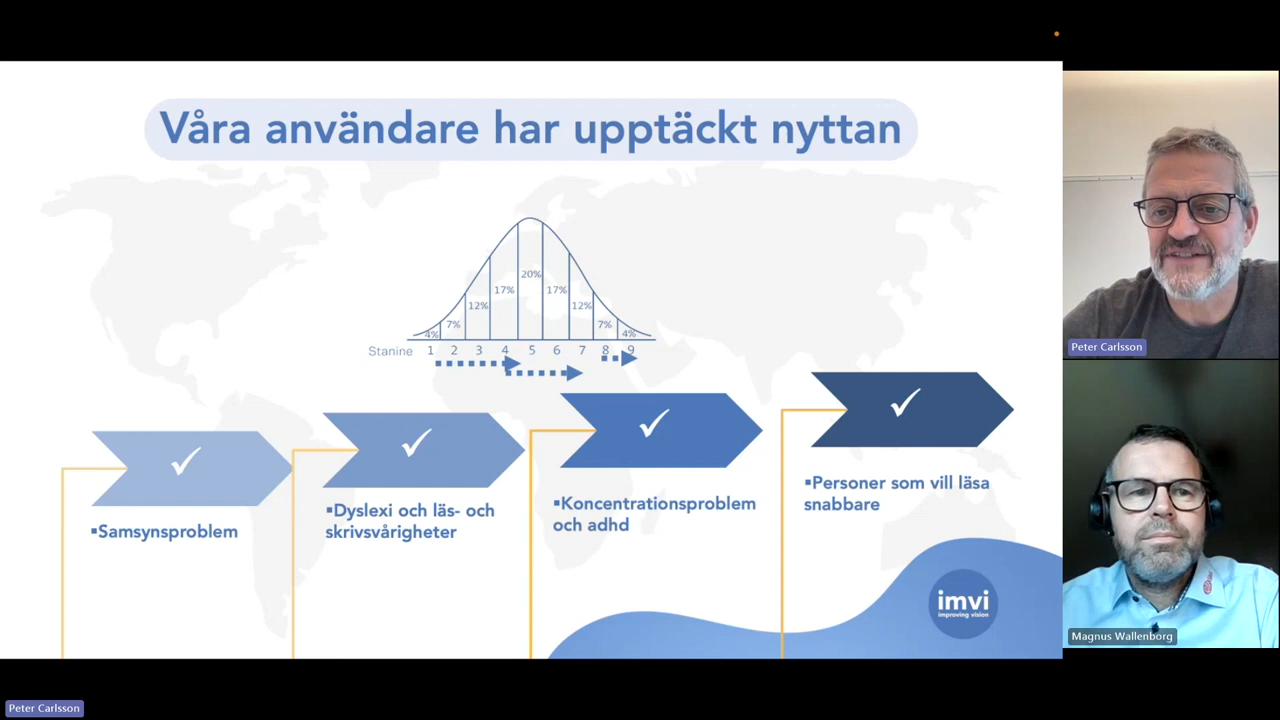 Våra användare har upptäckt nyttan
4% 7% 12% 17% 20% 17% 12% 7% 4%
Stanine 1 2 3 4 5 6 7 8 9
▪Samsynsproblem
▪Dyslexi och läs- och
skrivsvårigheter
▪Koncentrationsproblem
och adhd
▪Personer som vill läsa
snabbare
imvi
improving vision
Peter Carlsson
Magnus Wallenborg
Peter Carlsson